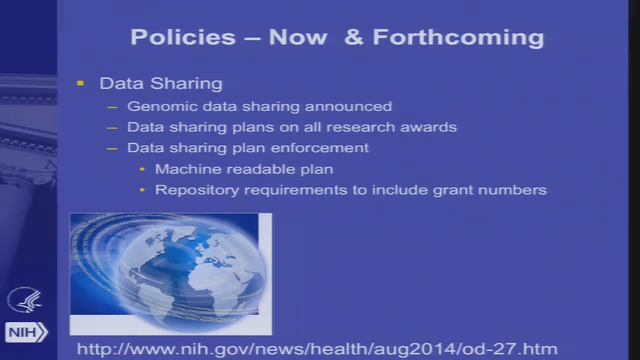 Policies – Now & Forthcoming
Data Sharing
– Genomic data sharing announced
– Data sharing plans on all research awards
– Data sharing plan enforcement
• Machine readable plan
• Repository requirements to include grant numbers
NIH
http://www.nih.gov/news/health/aug2014/od-27.htm